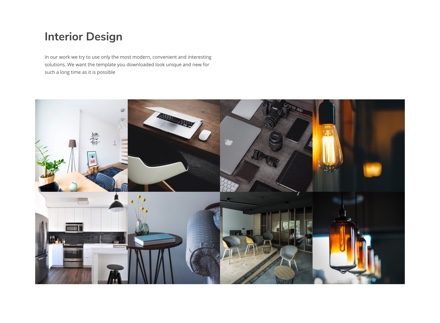 Interior Design
In our work we try to use only the most modern, convenient and interesting
solutions. We want the template you downloaded look unique and new for
such a long time as it is possible